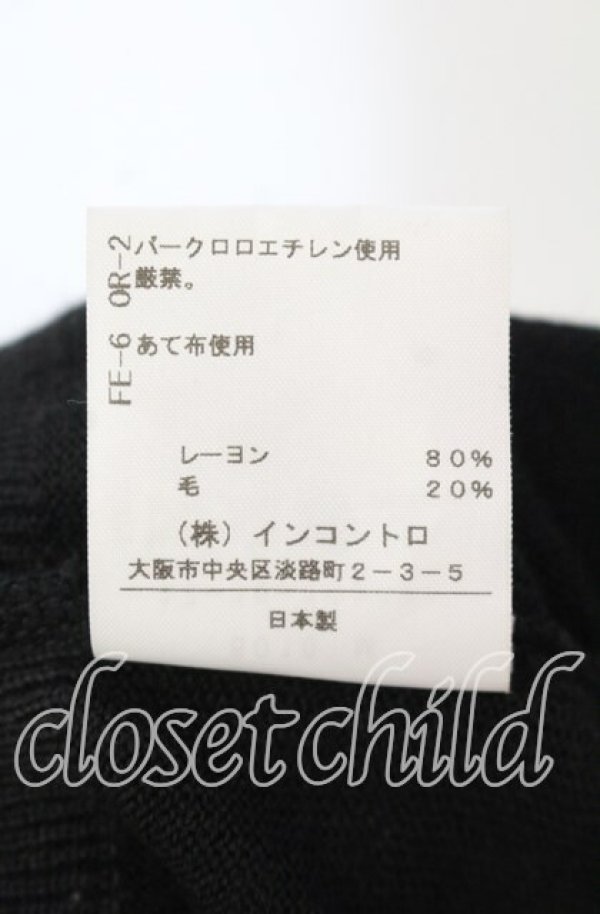 OR-2
パークロロエチレン使用
厳禁。
FE-6
あて布使用
レーヨン 80%
毛 20%
（株）インコントロ
大阪市中央区淡路町2-3-5
日本製
closet child